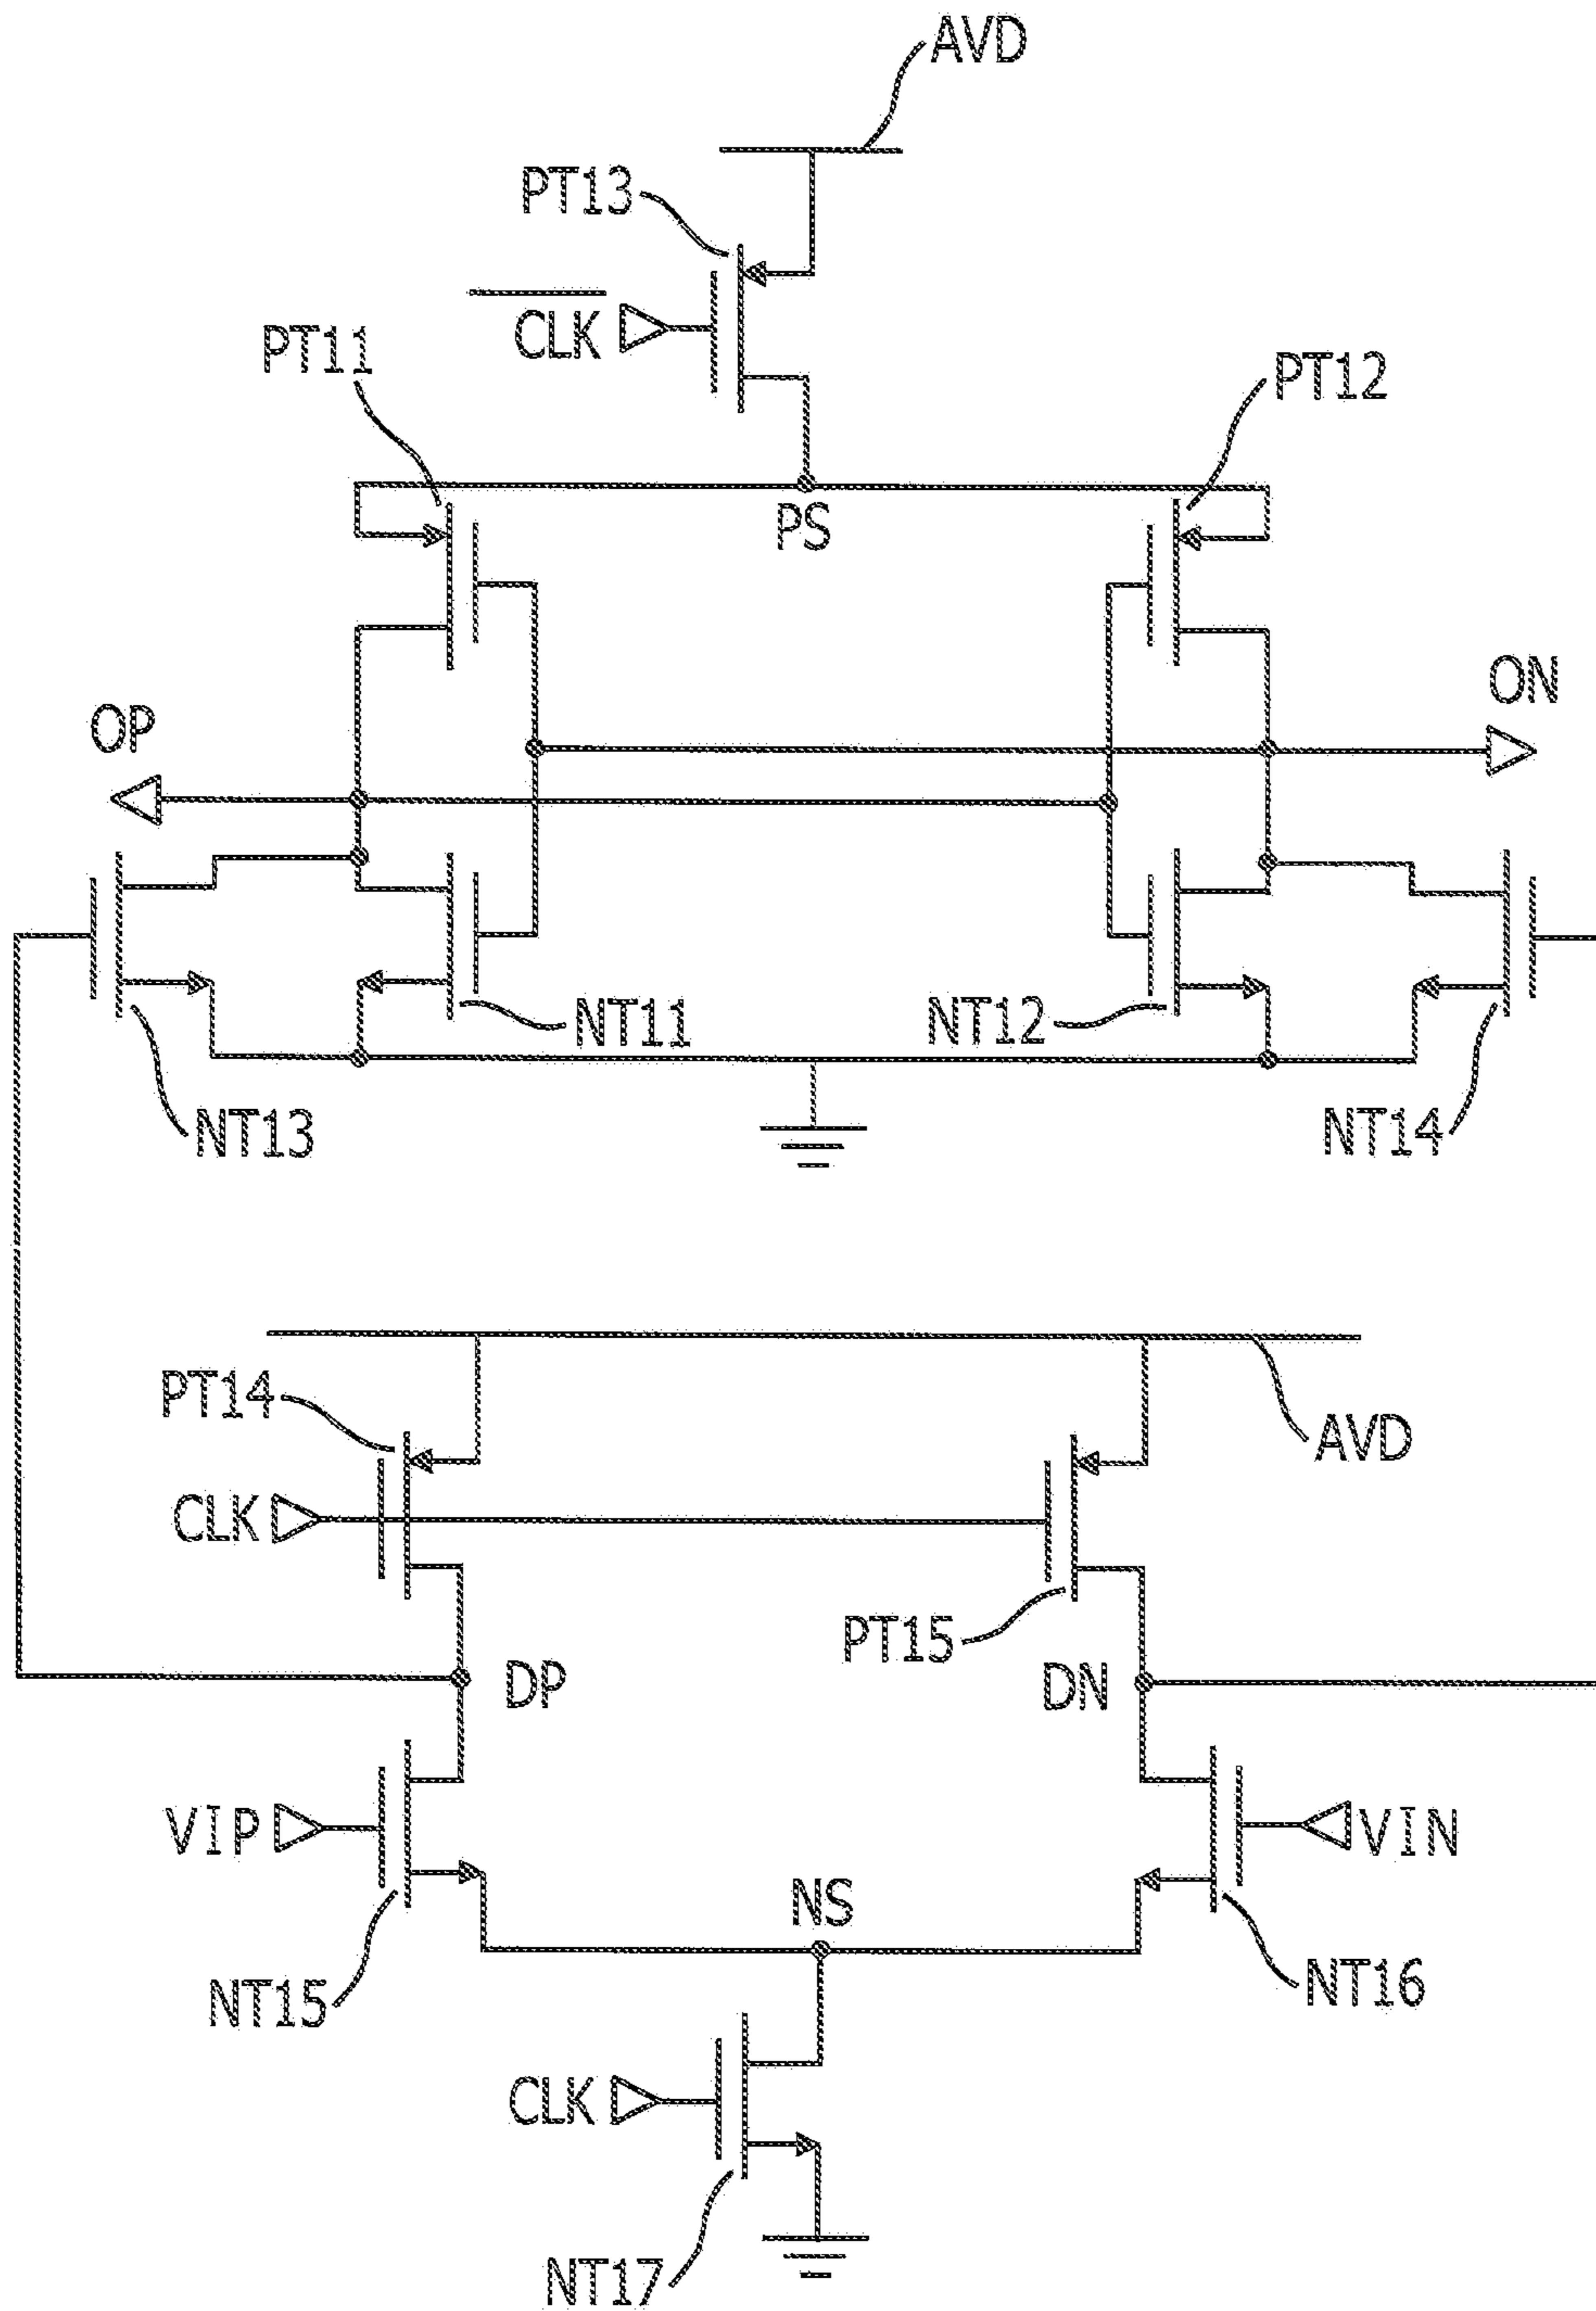 AVD
PT13
CLK
PT11
PT12
PS
OP
ON
NT11
NT12
NT13
NT14
PT14
AVD
CLK
PT15
DP
DN
VIP
VIN
NS
NT15
NT16
CLK
NT17